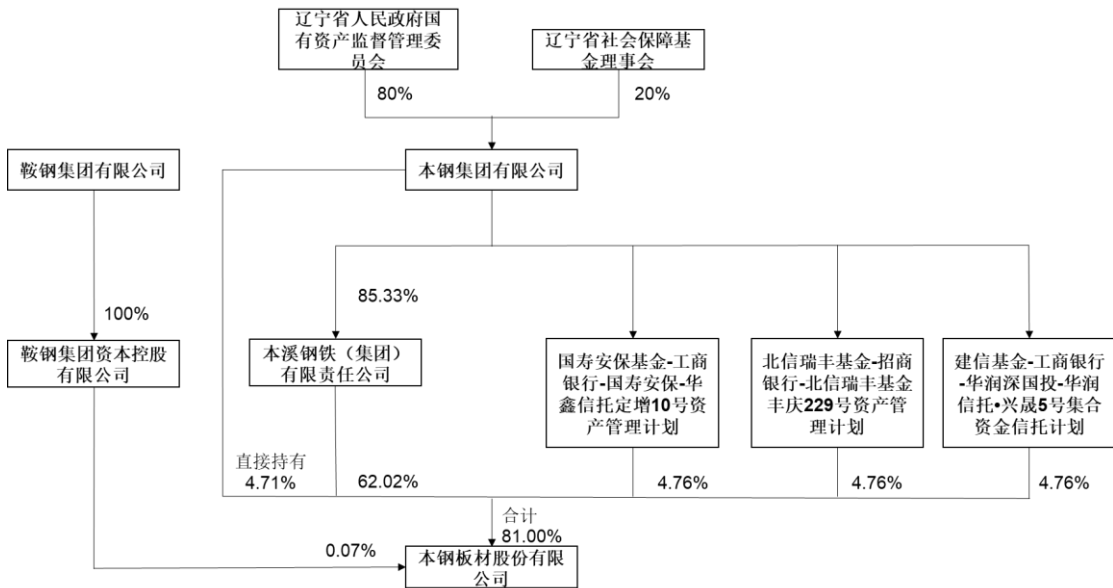 辽宁省人民政府国
有资产监督管理委
员会
辽宁省社会保障基
金理事会
80%
20%
鞍钢集团有限公司
本钢集团有限公司
100%
85.33%
鞍钢集团资本控股
有限公司
本溪钢铁（集团）
有限责任公司
国寿安保基金-工商
银行-国寿安保-华
鑫信托定增10号资
产管理计划
北信瑞丰基金-招商
银行-北信瑞丰基金
丰庆229号资产管
理计划
建信基金-工商银行
-华润深国投-华润
信托•兴晟5号集合
资金信托计划
直接持有
4.71%
62.02%
4.76%
4.76%
4.76%
合计
81.00%
0.07%
本钢板材股份有限
公司